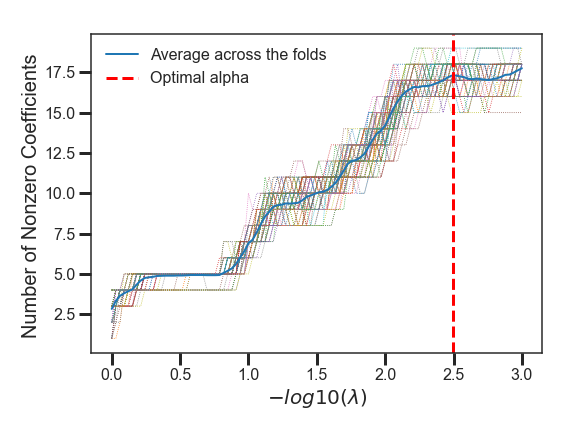 Average across the folds
Optimal alpha
Number of Nonzero Coefficients
17.5
15.0
12.5
10.0
7.5
5.0
2.5
0.0 0.5 1.0 1.5 2.0 2.5 3.0
−log10(λ)